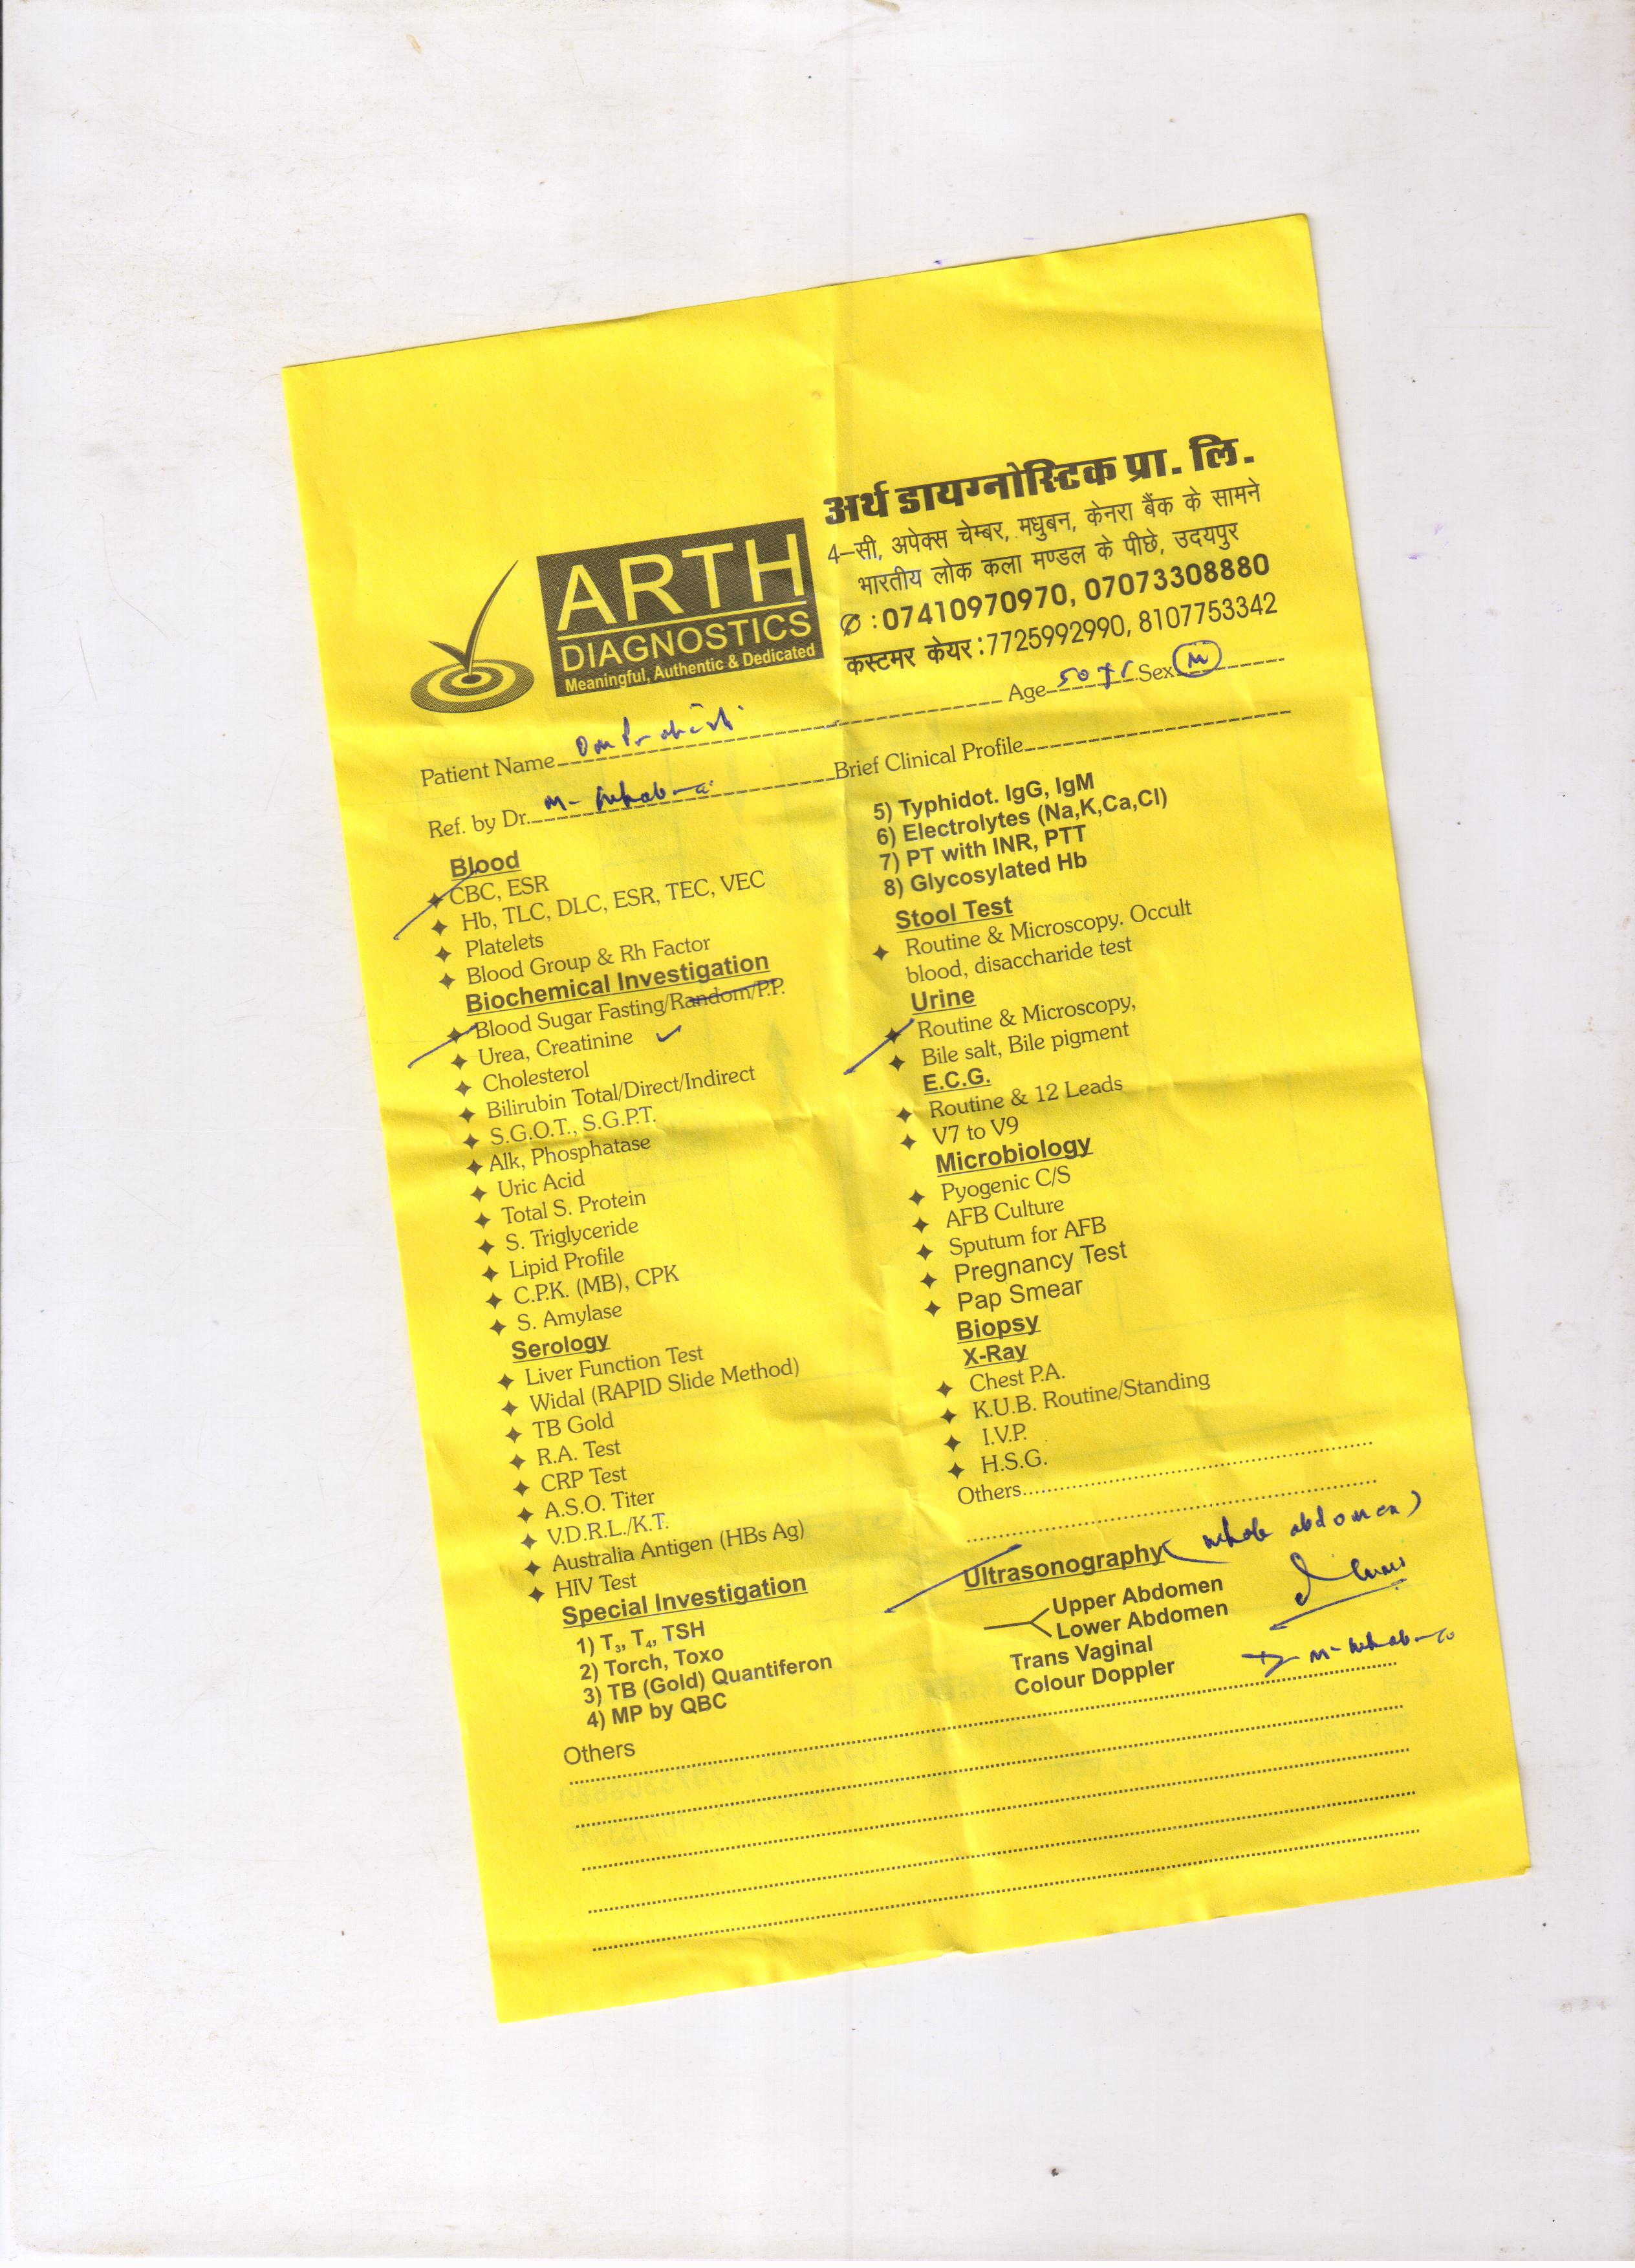 अर्थ डायग्नोस्टिक प्रा. लि.
4–सी, अपेक्स चेम्बर, मधुबन, केनरा बैंक के सामने
भारतीय लोक कला मण्डल के पीछे, उदयपुर
✆ : 07410970970, 07073308880
कस्टमर केयर : 7725992990, 8107753342
ARTH
DIAGNOSTICS
Meaningful, Authentic & Dedicated
Patient Name Age 50 yr Sex M
Ref. by Dr. Brief Clinical Profile
Blood
CBC, ESR
Hb, TLC, DLC, ESR, TEC, VEC
Platelets
Blood Group & Rh Factor
Biochemical Investigation
Blood Sugar Fasting/Random/P.P.
Urea, Creatinine ✓
Cholesterol
Bilirubin Total/Direct/Indirect
S.G.O.T., S.G.P.T.
Alk, Phosphatase
Uric Acid
Total S. Protein
S. Triglyceride
Lipid Profile
C.P.K. (MB), CPK
S. Amylase
Serology
Liver Function Test
Widal (RAPID Slide Method)
TB Gold
R.A. Test
CRP Test
A.S.O. Titer
V.D.R.L./K.T.
Australia Antigen (HBs Ag)
HIV Test
Special Investigation
1) T3, T4, TSH
2) Torch, Toxo
3) TB (Gold) Quantiferon
4) MP by QBC
5) Typhidot. IgG, IgM
6) Electrolytes (Na,K,Ca,Cl)
7) PT with INR, PTT
8) Glycosylated Hb
Stool Test
Routine & Microscopy. Occult
blood, disaccharide test
Urine
Routine & Microscopy,
Bile salt, Bile pigment
E.C.G.
Routine & 12 Leads
V7 to V9
Microbiology
Pyogenic C/S
AFB Culture
Sputum for AFB
Pregnancy Test
Pap Smear
Biopsy
X-Ray
Chest P.A.
K.U.B. Routine/Standing
I.V.P.
H.S.G.
Others
Ultrasonography (whole abdomen)
Upper Abdomen
Lower Abdomen
Trans Vaginal
Colour Doppler
Others